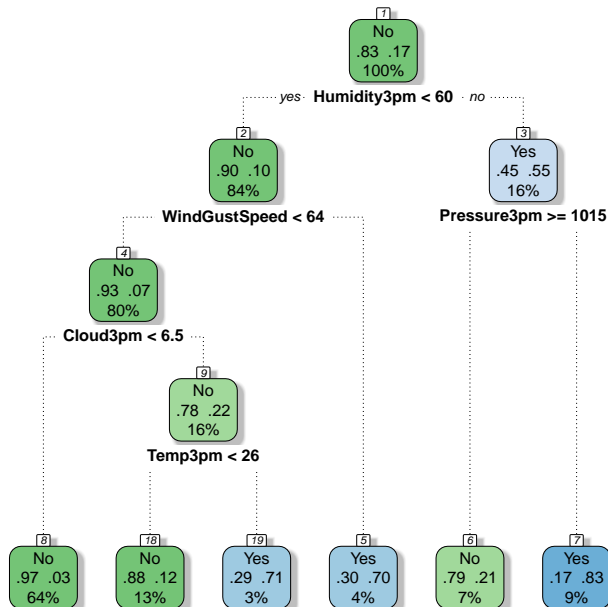 1
No
.83 .17
100%
yes Humidity3pm < 60 no
2
No
.90 .10
84%
WindGustSpeed < 64
3
Yes
.45 .55
16%
Pressure3pm >= 1015
4
No
.93 .07
80%
Cloud3pm < 6.5
9
No
.78 .22
16%
Temp3pm < 26
8
No
.97 .03
64%
18
No
.88 .12
13%
19
Yes
.29 .71
3%
5
Yes
.30 .70
4%
6
No
.79 .21
7%
7
Yes
.17 .83
9%